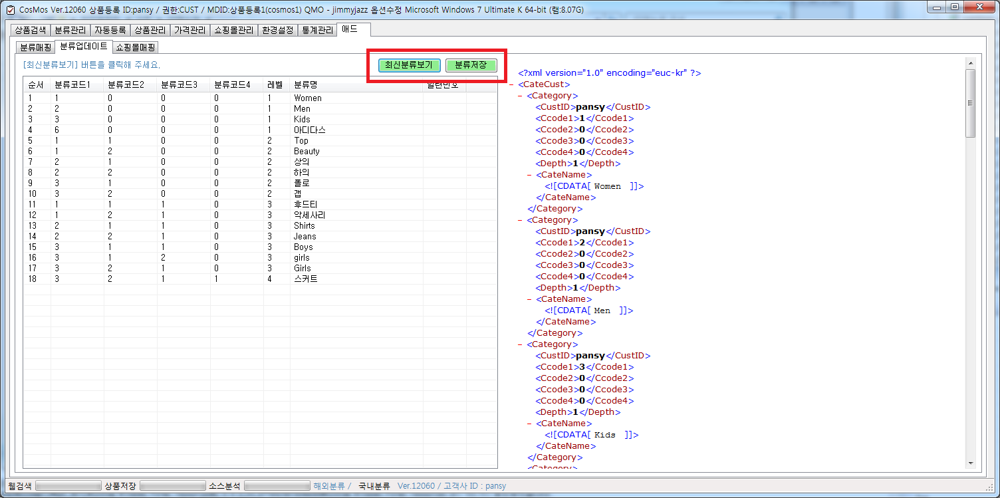 CosMos Ver.12060 상품등록 ID:pansy / 권한:CUST / MDID:상품등록1(cosmos1) QMO - jimmyjazz 옵션수정 Microsoft Windows 7 Ultimate K 64-bit (램:8.07G)
상품검색 분류관리 자동등록 상품관리 가격관리 쇼핑몰관리 환경설정 통계관리 애드
분류매핑 분류업데이트 쇼핑몰매핑
[최신분류보기] 버튼을 클릭해 주세요. 최신분류보기 분류저장
순서 분류코드1 분류코드2 분류코드3 분류코드4 레벨 분류명 일련번호
1 1 0 0 0 1 Women
2 2 0 0 0 1 Men
3 3 0 0 0 1 Kids
4 6 0 0 0 1 아디다스
5 1 1 0 0 2 Top
6 1 2 0 0 2 Beauty
7 2 1 0 0 2 상의
8 2 2 0 0 2 하의
9 3 1 0 0 2 폴로
10 3 2 0 0 2 갭
11 1 1 1 0 3 후드티
12 1 2 1 0 3 악세사리
13 2 1 1 0 3 Shirts
14 2 2 1 0 3 Jeans
15 3 1 1 0 3 Boys
16 3 1 2 0 3 girls
17 3 2 1 0 3 Girls
18 3 2 1 1 4 스커트
<?xml version="1.0" encoding="euc-kr" ?>
- <CateCust>
- <Category>
<CustID>pansy</CustID>
<Ccode1>1</Ccode1>
<Ccode2>0</Ccode2>
<Ccode3>0</Ccode3>
<Ccode4>0</Ccode4>
<Depth>1</Depth>
- <CateName>
<![CDATA[ Women ]]>
</CateName>
</Category>
- <Category>
<CustID>pansy</CustID>
<Ccode1>2</Ccode1>
<Ccode2>0</Ccode2>
<Ccode3>0</Ccode3>
<Ccode4>0</Ccode4>
<Depth>1</Depth>
- <CateName>
<![CDATA[ Men ]]>
</CateName>
</Category>
- <Category>
<CustID>pansy</CustID>
<Ccode1>3</Ccode1>
<Ccode2>0</Ccode2>
<Ccode3>0</Ccode3>
<Ccode4>0</Ccode4>
<Depth>1</Depth>
- <CateName>
<![CDATA[ Kids ]]>
</CateName>
</Category>
- <Category>
웹검색 상품저장 소스분석 해외분류 / 국내분류 Ver.12060 / 고객사 ID : pansy